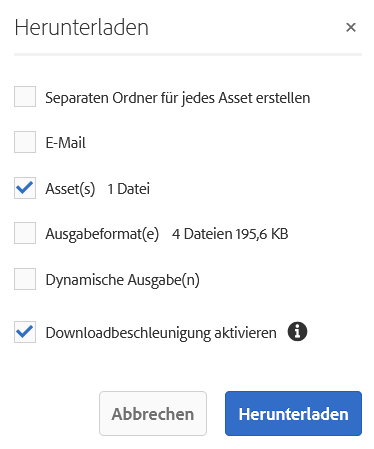 Herunterladen
Separaten Ordner für jedes Asset erstellen
E-Mail
Asset(s) 1 Datei
Ausgabeformat(e) 4 Dateien 195,6 KB
Dynamische Ausgabe(n)
Downloadbeschleunigung aktivieren
Abbrechen Herunterladen